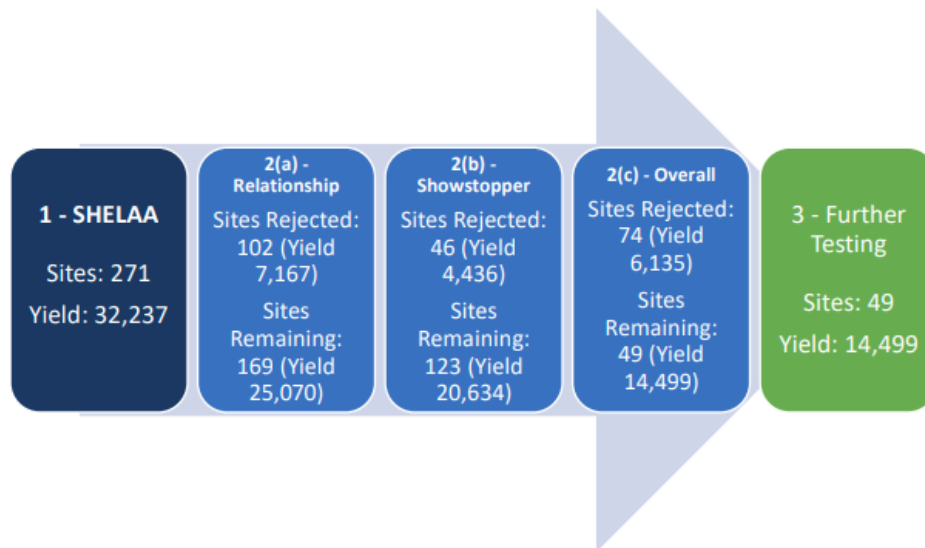 1 - SHELAA
Sites: 271
Yield: 32,237
2(a) -
Relationship
Sites Rejected:
102 (Yield
7,167)
Sites
Remaining:
169 (Yield
25,070)
2(b) -
Showstopper
Sites Rejected:
46 (Yield
4,436)
Sites
Remaining:
123 (Yield
20,634)
2(c) - Overall
Sites Rejected:
74 (Yield
6,135)
Sites
Remaining:
49 (Yield
14,499)
3 - Further
Testing
Sites: 49
Yield: 14,499